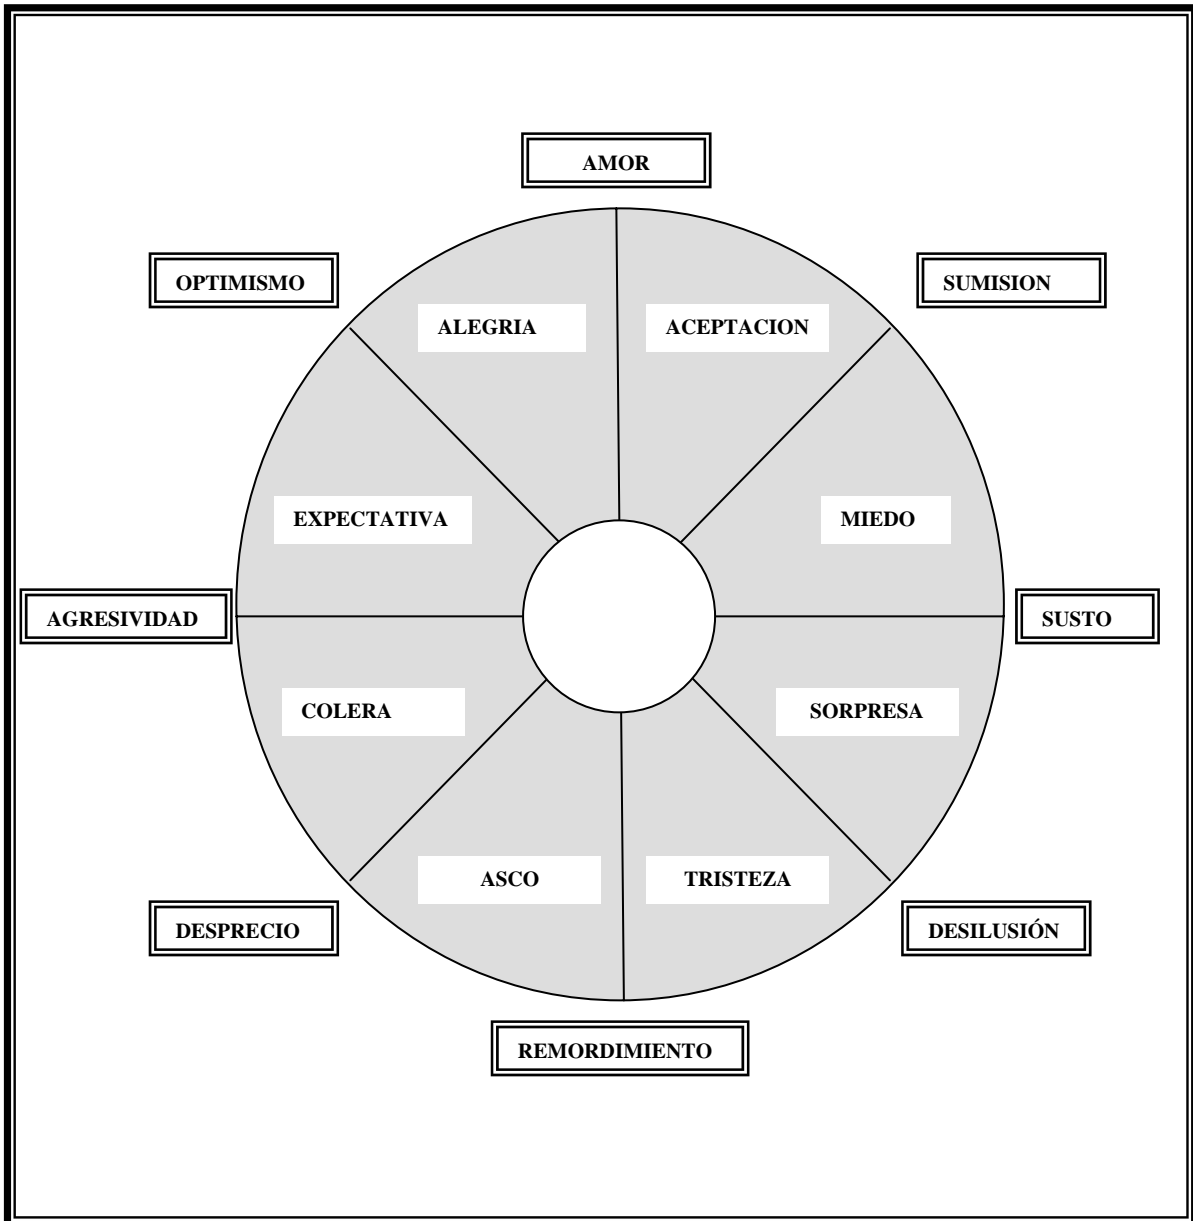 AMOR
OPTIMISMO
SUMISION
ALEGRIA
ACEPTACION
EXPECTATIVA
MIEDO
AGRESIVIDAD
SUSTO
COLERA
SORPRESA
ASCO
TRISTEZA
DESPRECIO
DESILUSIÓN
REMORDIMIENTO